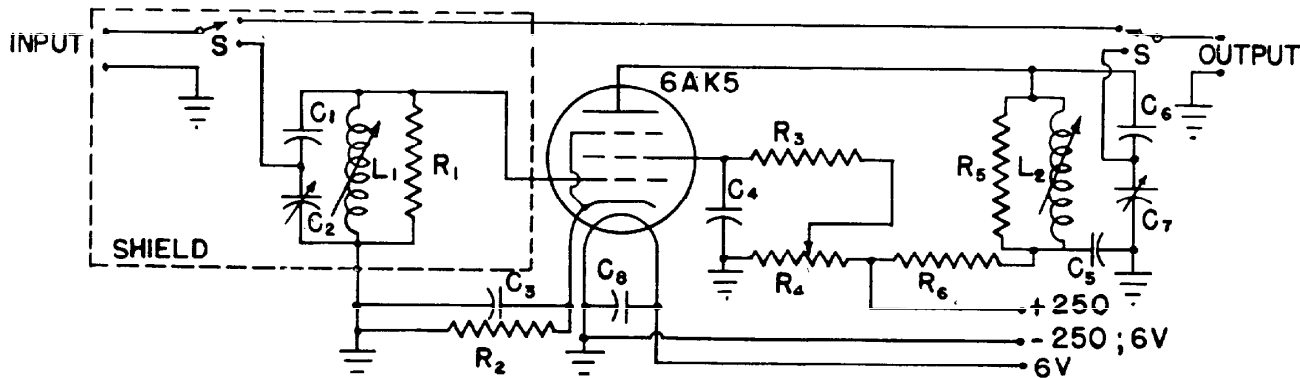 INPUT
S
S
OUTPUT
6AK5
C₁
C₆
R₃
L₁
R₁
R₅
L₂
C₄
C₂
C₇
SHIELD
C₃
C₈
R₄
R₆
C₅
+250
R₂
-250; 6V
6V